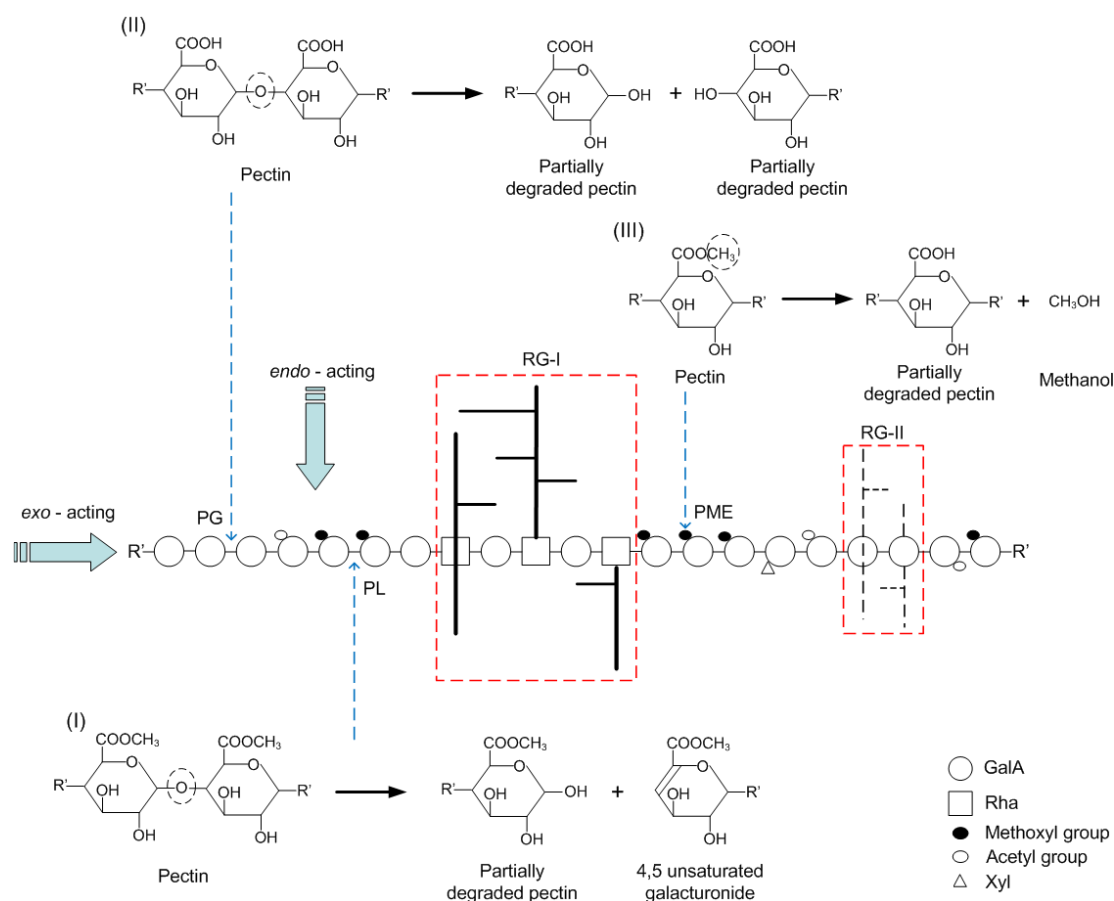 (II)
COOH
COOH
O
O
R'
OH
O
OH
R'
OH
OH
Pectin
COOH
O
R'
OH
OH
OH
Partially
degraded pectin
+
COOH
HO
O
OH
R'
OH
Partially
degraded pectin
(III)
COOCH₃
O
R'
OH
R'
OH
Pectin
COOH
O
R'
OH
R'
OH
Partially
degraded pectin
+
CH₃OH
Methanol
endo - acting
RG-I
RG-II
exo - acting
PG
PME
R'
R'
PL
(I)
COOCH₃
COOCH₃
O
O
R'
OH
O
OH
R'
OH
OH
Pectin
COOCH₃
O
R'
OH
OH
OH
Partially
degraded pectin
+
COOCH₃
O
OH
R'
OH
4,5 unsaturated
galacturonide
GalA
Rha
Methoxyl group
Acetyl group
Xyl